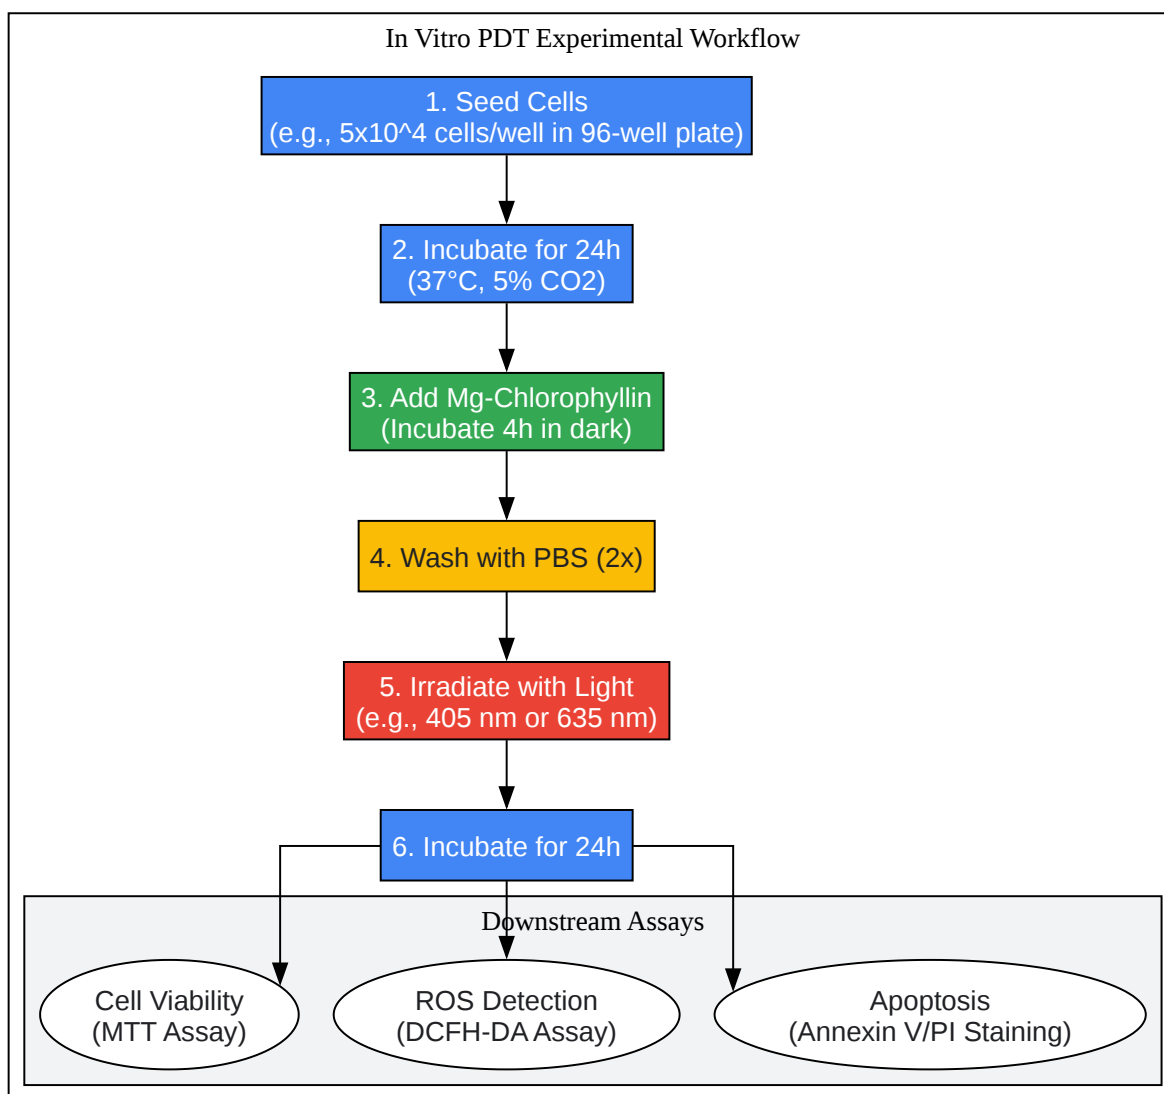 In Vitro PDT Experimental Workflow
1. Seed Cells
(e.g., 5x10^4 cells/well in 96-well plate)
2. Incubate for 24h
(37°C, 5% CO2)
3. Add Mg-Chlorophyllin
(Incubate 4h in dark)
4. Wash with PBS (2x)
5. Irradiate with Light
(e.g., 405 nm or 635 nm)
6. Incubate for 24h
Downstream Assays
Cell Viability
(MTT Assay)
ROS Detection
(DCFH-DA Assay)
Apoptosis
(Annexin V/PI Staining)